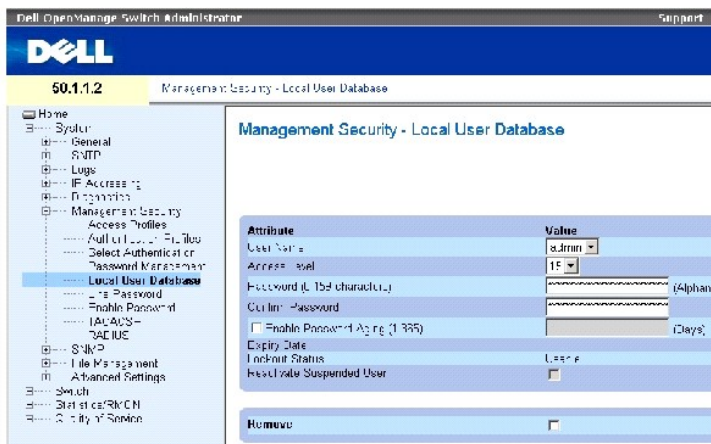 Dell OpenManage Switch Administrator
Support
DELL
50.1.1.2
Management Security - Local User Database
Home
System
General
SNTP
Logs
IP Addressing
Diagnostics
Management Security
Access Profiles
Authentication Profiles
Select Authentication
Password Management
Local User Database
Line Password
Enable Password
TACACS+
RADIUS
SNMP
File Management
Advanced Settings
Switch
Statistics/RMON
Quality of Service
Management Security - Local User Database
Attribute Value
User Name admin
Access Level 15
Password (0-159 characters) (Alphan
Confirm Password
Enable Password Aging (1-365) (Days)
Expiry Date
Lockout Status
Reactivate Suspended User
Remove